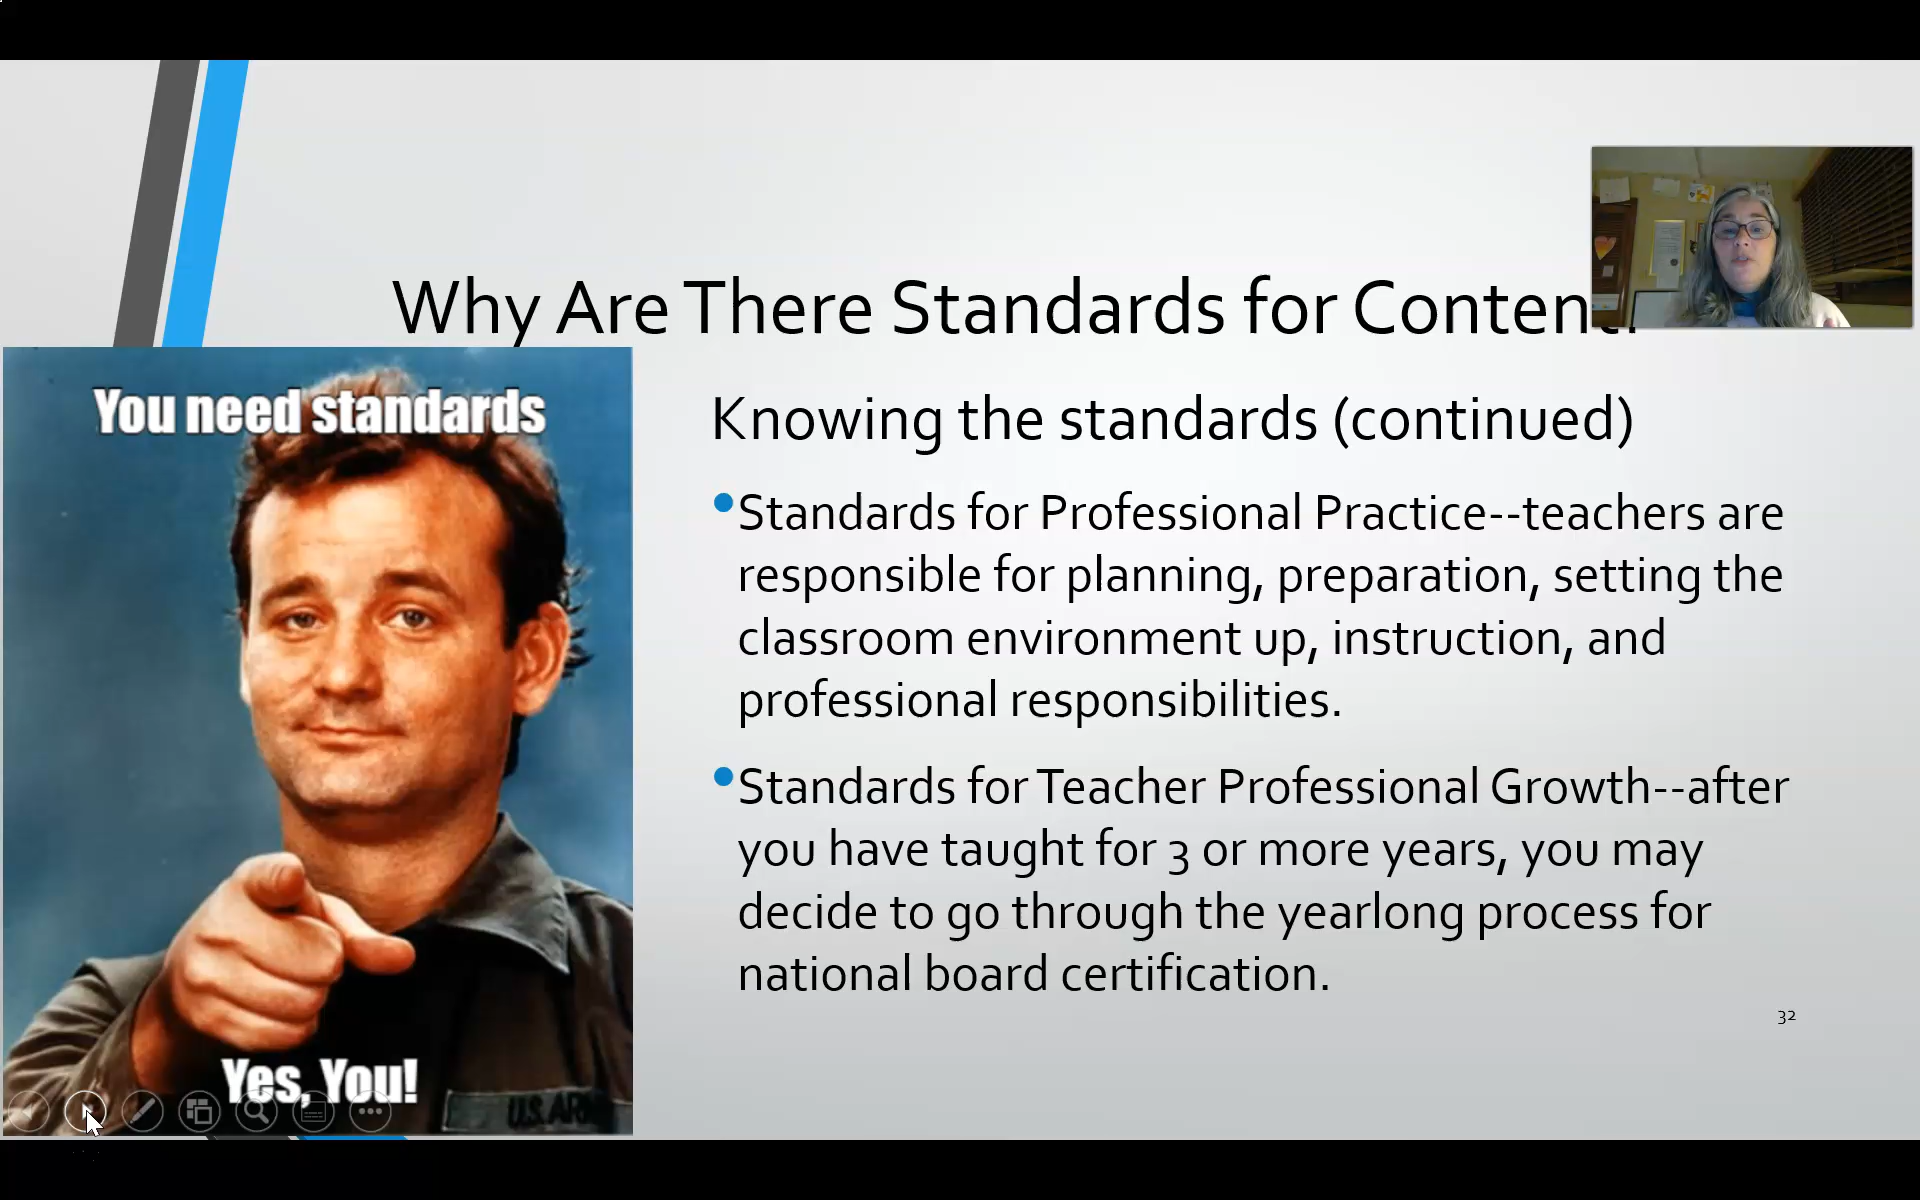 Why Are There Standards for Content
You need standards
Knowing the standards (continued)
Standards for Professional Practice--teachers are
responsible for planning, preparation, setting the
classroom environment up, instruction, and
professional responsibilities.
Standards for Teacher Professional Growth--after
you have taught for 3 or more years, you may
decide to go through the yearlong process for
national board certification.
32
Yes, You!
U.S.